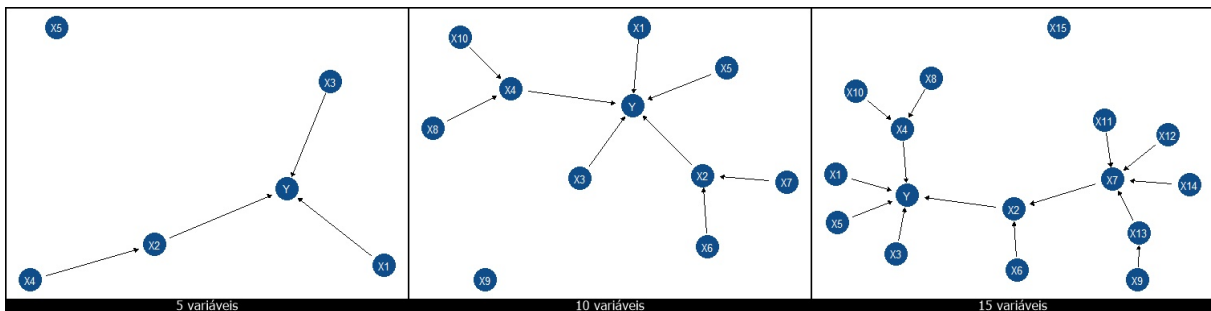 X5
X3
Y
X2
X1
X4
5 variáveis
X10
X1
X5
X4
Y
X8
X3
X2
X7
X6
X9
10 variáveis
X15
X8
X10
X11
X12
X4
X1
X7
X14
Y
X2
X5
X13
X3
X6
X9
15 variáveis